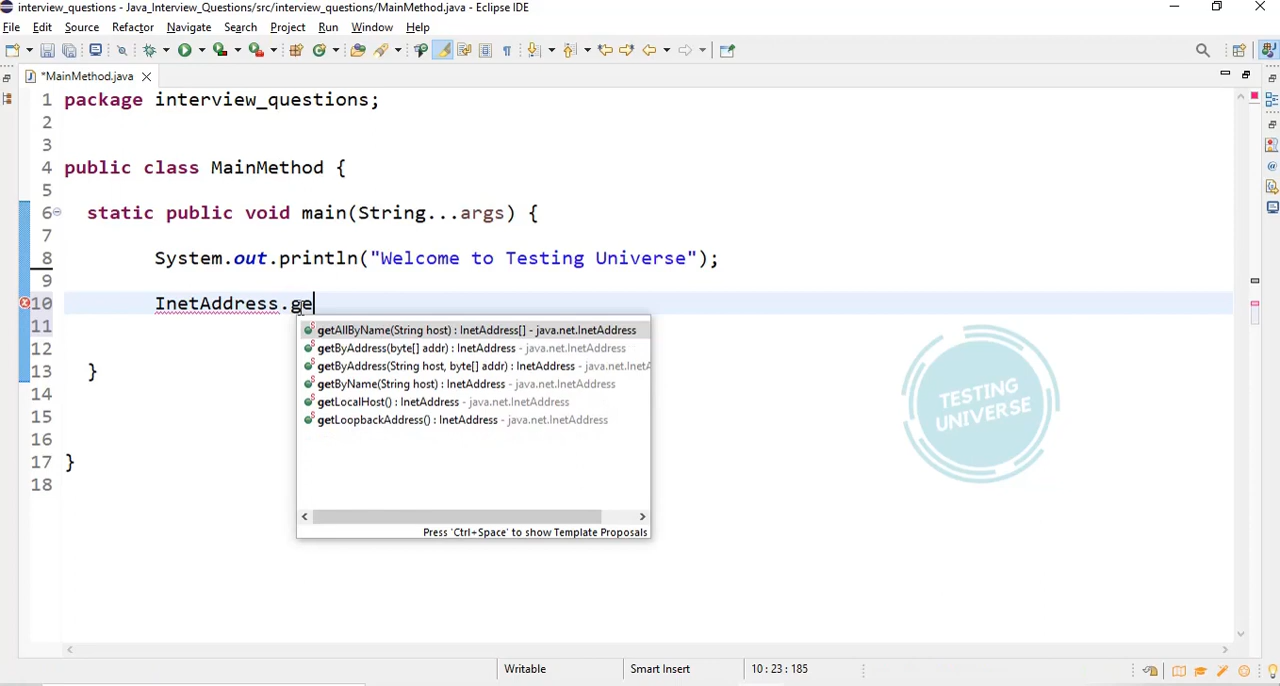 interview_questions - Java_Interview_Questions/src/interview_questions/MainMethod.java - Eclipse IDE
File Edit Source Refactor Navigate Search Project Run Window Help
*MainMethod.java
1 package interview_questions;
2
3
4 public class MainMethod {
5
6 static public void main(String...args) {
7
8 System.out.println("Welcome to Testing Universe");
9
10 InetAddress.ge
11
12
13 }
14
15
16
17 }
18
getAllByName(String host) : InetAddress[] - java.net.InetAddress
getByAddress(byte[] addr) : InetAddress - java.net.InetAddress
getByAddress(String host, byte[] addr) : InetAddress - java.net.InetA
getByName(String host) : InetAddress - java.net.InetAddress
getLocalHost() : InetAddress - java.net.InetAddress
getLoopbackAddress() : InetAddress - java.net.InetAddress
Press 'Ctrl+Space' to show Template Proposals
TESTING
UNIVERSE
Writable Smart Insert 10 : 23 : 185